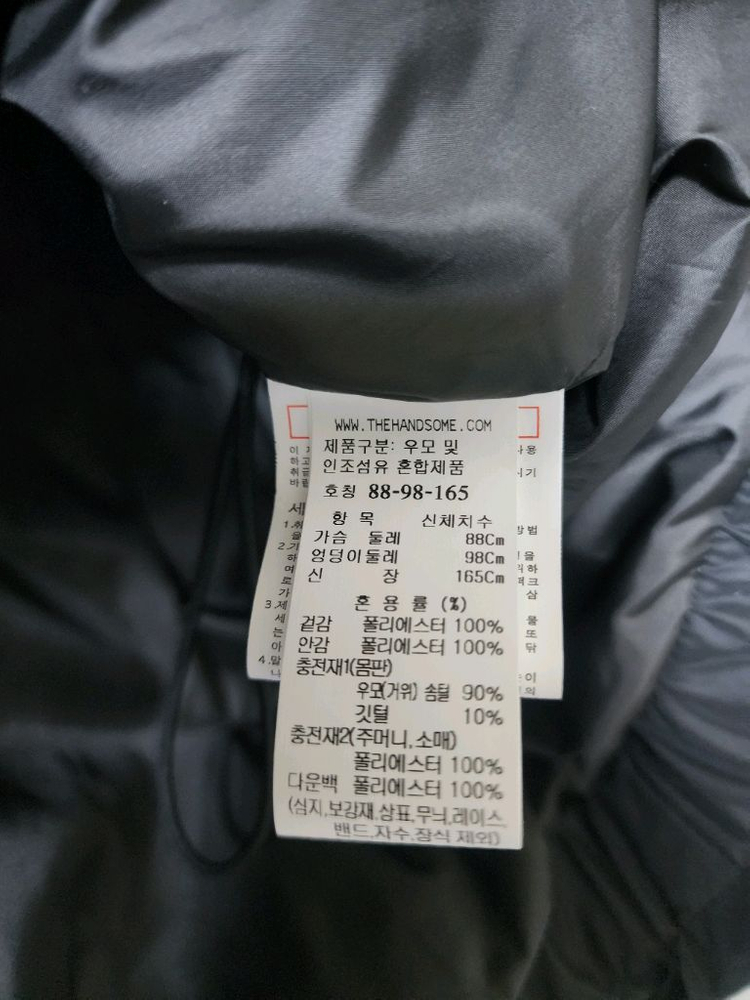 WWW.THEHANDSOME.COM
제품구분: 우모 및
인조섬유 혼합제품
호칭 88-98-165
항 목 신체치수
가슴 둘레 88Cm
엉덩이둘레 98Cm
신 장 165Cm
혼 용 률 (%)
겉감 폴리에스터 100%
안감 폴리에스터 100%
충전재1(몸판)
우모(거위) 솜털 90%
깃털 10%
충전재2(주머니,소매)
폴리에스터 100%
다운백 폴리에스터 100%
(심지,보강재,상표,무늬,레이스
밴드,자수,장식 제외)